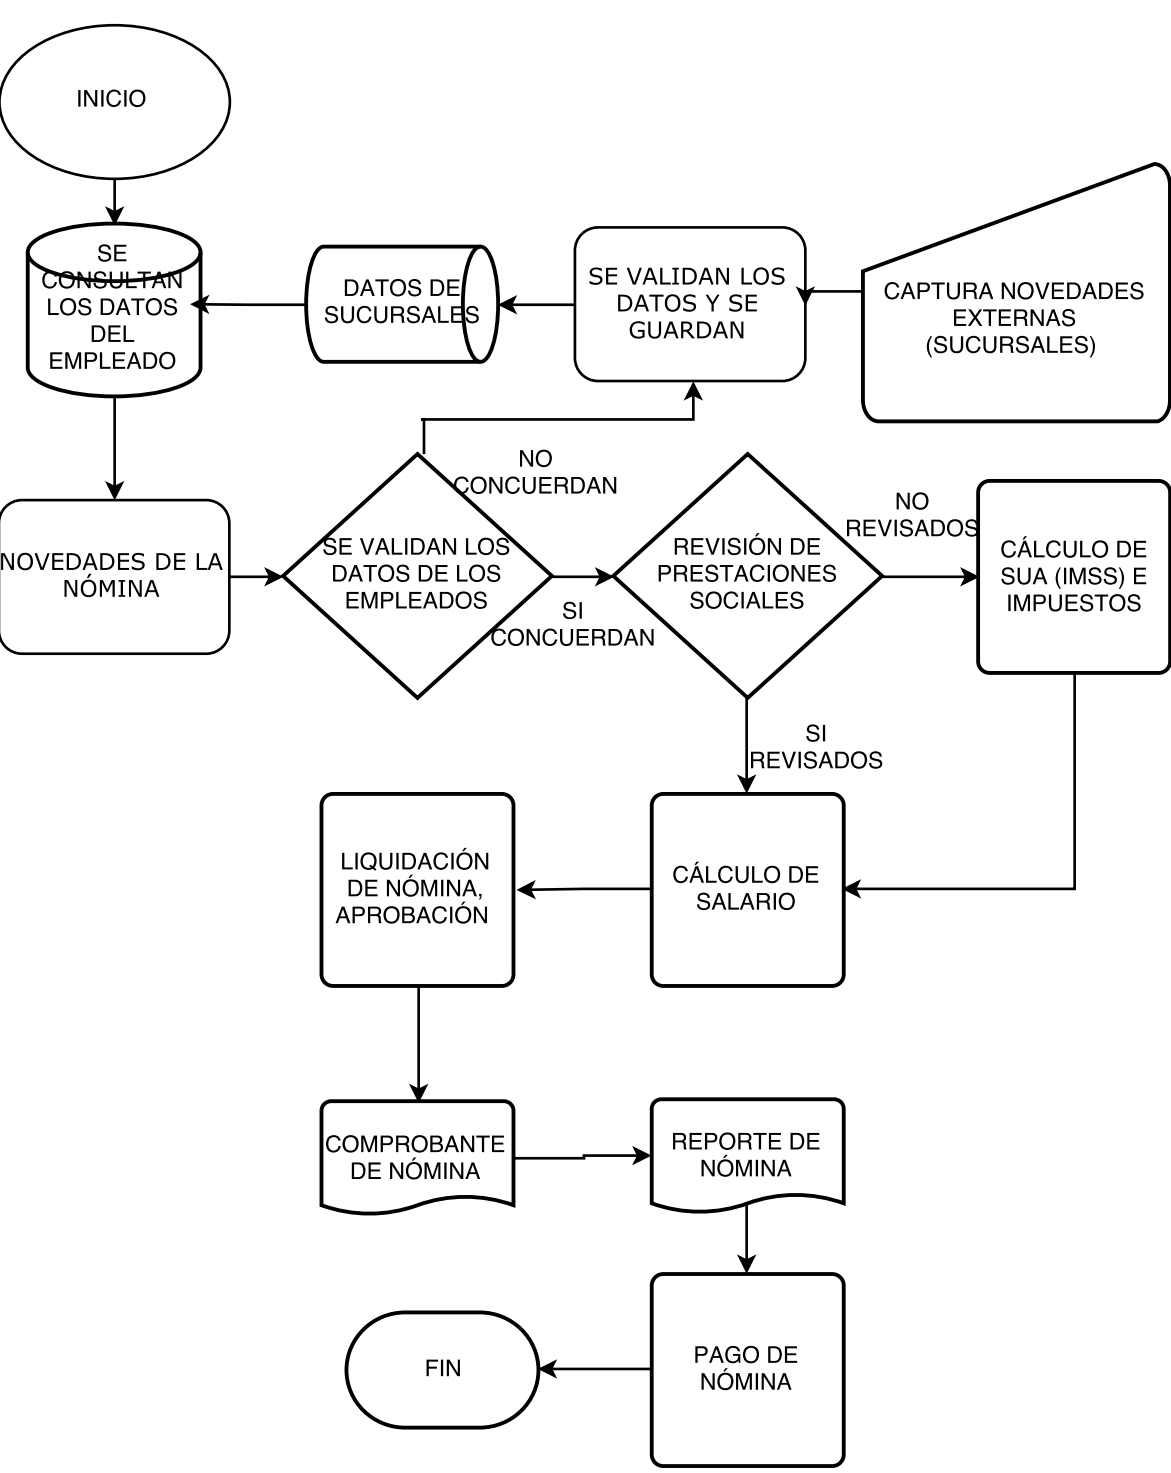 INICIO
SE
CONSULTAN
LOS DATOS
DEL
EMPLEADO
DATOS DE
SUCURSALES
SE VALIDAN LOS
DATOS Y SE
GUARDAN
CAPTURA NOVEDADES
EXTERNAS
(SUCURSALES)
NO
CONCUERDAN
NOVEDADES DE LA
NÓMINA
SE VALIDAN LOS
DATOS DE LOS
EMPLEADOS
SI
CONCUERDAN
REVISIÓN DE
PRESTACIONES
SOCIALES
NO
REVISADOS
CÁLCULO DE
SUA (IMSS) E
IMPUESTOS
SI
REVISADOS
LIQUIDACIÓN
DE NÓMINA,
APROBACIÓN
CÁLCULO DE
SALARIO
COMPROBANTE
DE NÓMINA
REPORTE DE
NÓMINA
FIN
PAGO DE
NÓMINA